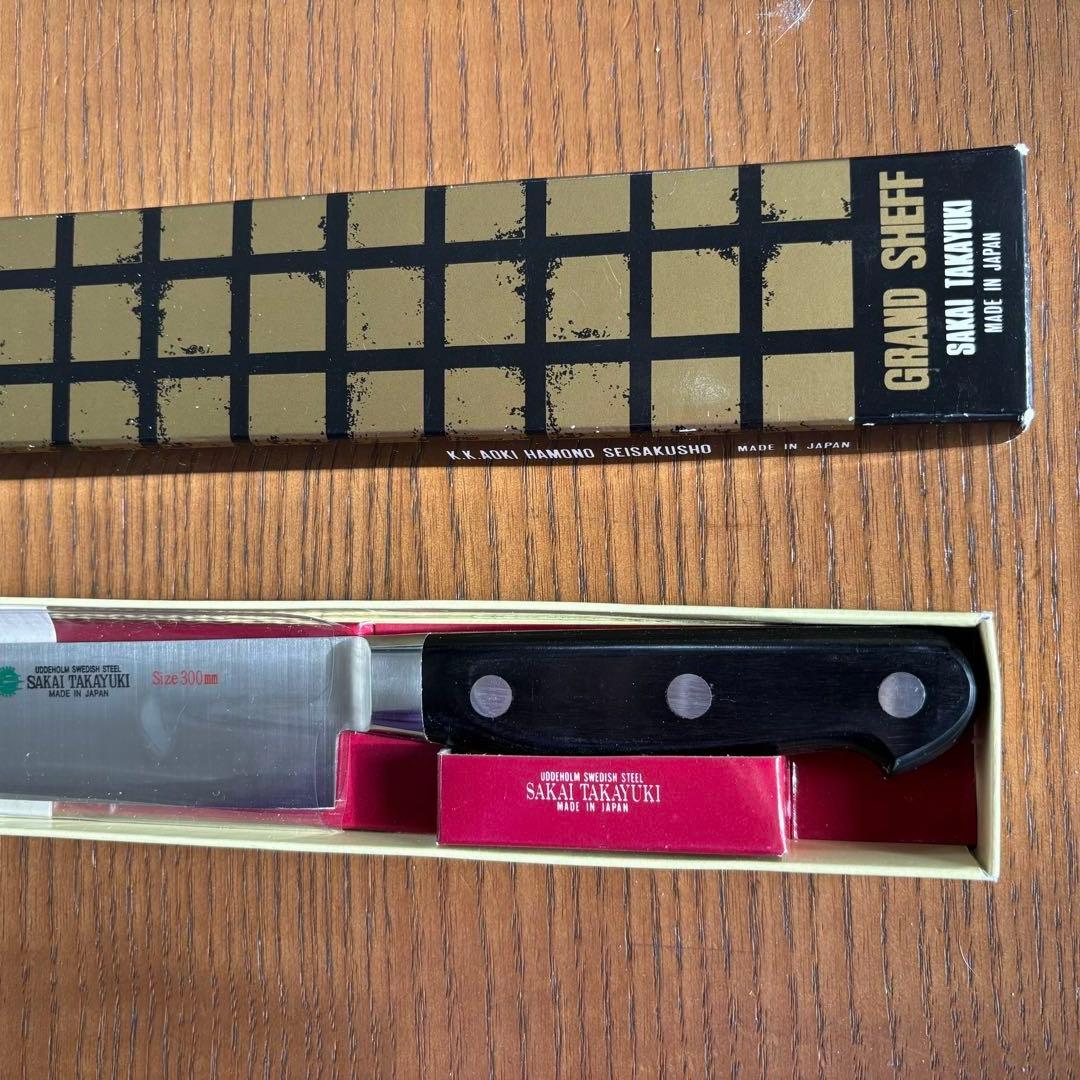 GRAND SHEFF
SAKAI TAKAYUKI
MADE IN JAPAN
K.K.AOKI HAMONO SEISAKUSHO MADE IN JAPAN
UDDEHOLM SWEDISH STEEL
SAKAI TAKAYUKI
MADE IN JAPAN
Size 300mm
UDDEHOLM SWEDISH STEEL
SAKAI TAKAYUKI
MADE IN JAPAN